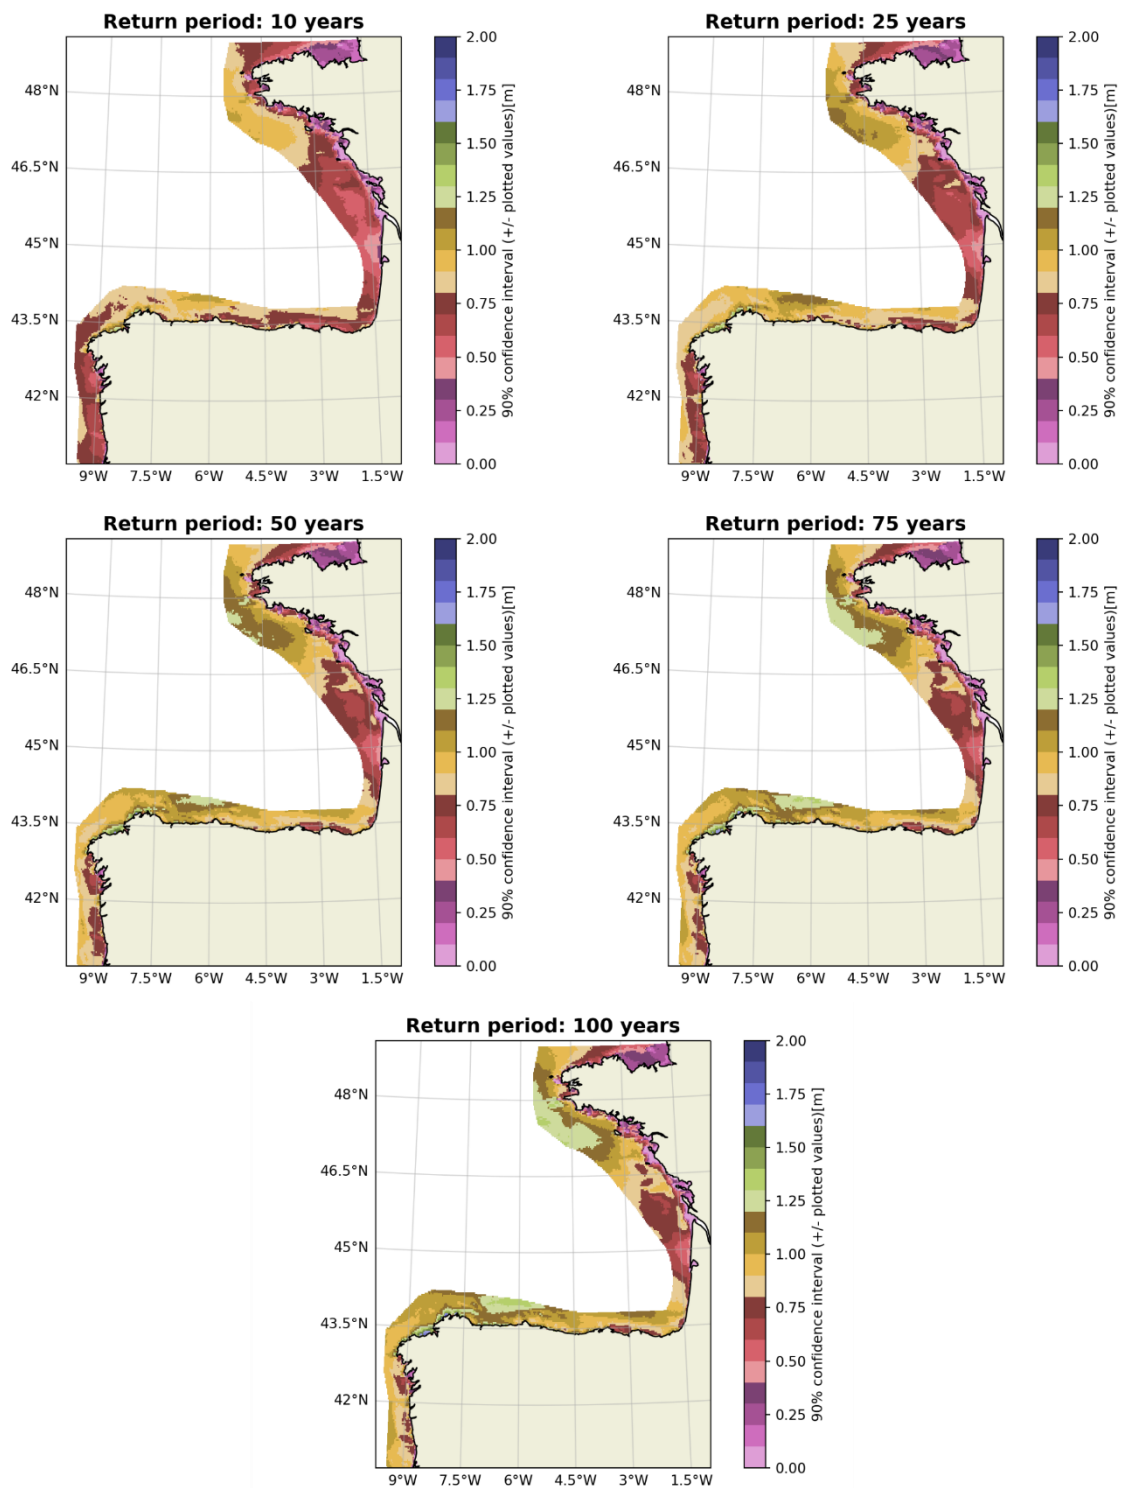 Return period: 10 years
48°N
46.5°N
45°N
43.5°N
42°N
9°W 7.5°W 6°W 4.5°W 3°W 1.5°W
2.00
1.75
1.50
1.25
1.00
0.75
0.50
0.25
0.00
90% confidence interval (+/- plotted values)[m]
Return period: 25 years
48°N
46.5°N
45°N
43.5°N
42°N
9°W 7.5°W 6°W 4.5°W 3°W 1.5°W
2.00
1.75
1.50
1.25
1.00
0.75
0.50
0.25
0.00
90% confidence interval (+/- plotted values)[m]
Return period: 50 years
48°N
46.5°N
45°N
43.5°N
42°N
9°W 7.5°W 6°W 4.5°W 3°W 1.5°W
2.00
1.75
1.50
1.25
1.00
0.75
0.50
0.25
0.00
90% confidence interval (+/- plotted values)[m]
Return period: 75 years
48°N
46.5°N
45°N
43.5°N
42°N
9°W 7.5°W 6°W 4.5°W 3°W 1.5°W
2.00
1.75
1.50
1.25
1.00
0.75
0.50
0.25
0.00
90% confidence interval (+/- plotted values)[m]
Return period: 100 years
48°N
46.5°N
45°N
43.5°N
42°N
9°W 7.5°W 6°W 4.5°W 3°W 1.5°W
2.00
1.75
1.50
1.25
1.00
0.75
0.50
0.25
0.00
90% confidence interval (+/- plotted values)[m]